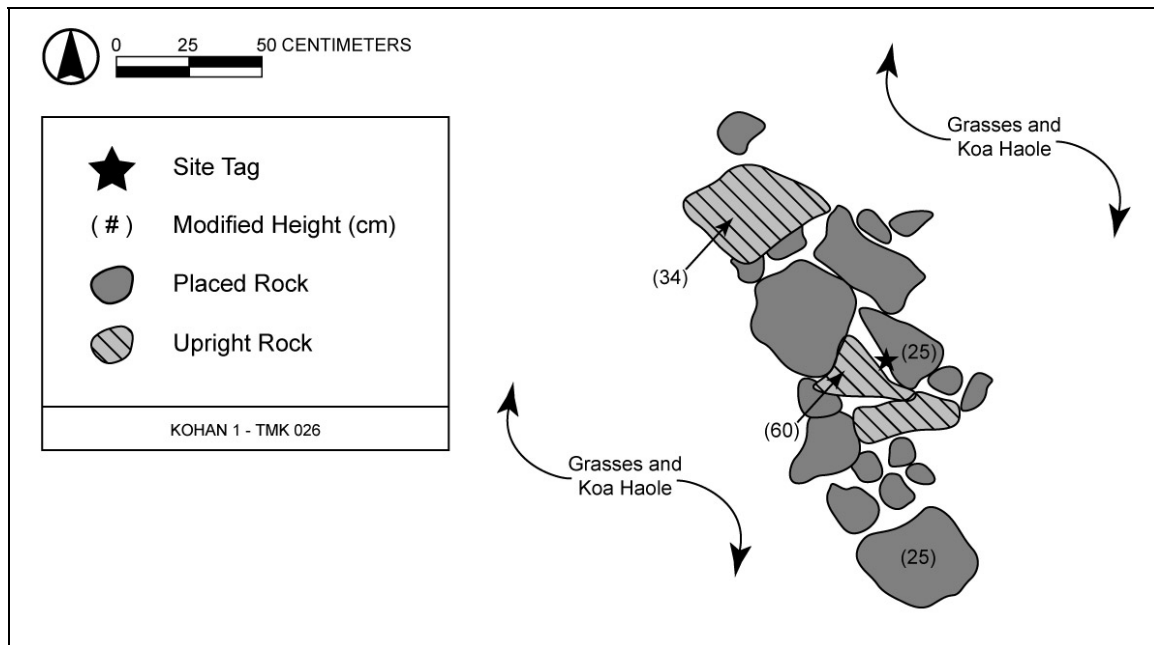 0 25 50 CENTIMETERS
Site Tag
( # ) Modified Height (cm)
Placed Rock
Upright Rock
KOHAN 1 - TMK 026
Grasses and
Koa Haole
(34)
(25)
(60)
Grasses and
Koa Haole
(25)